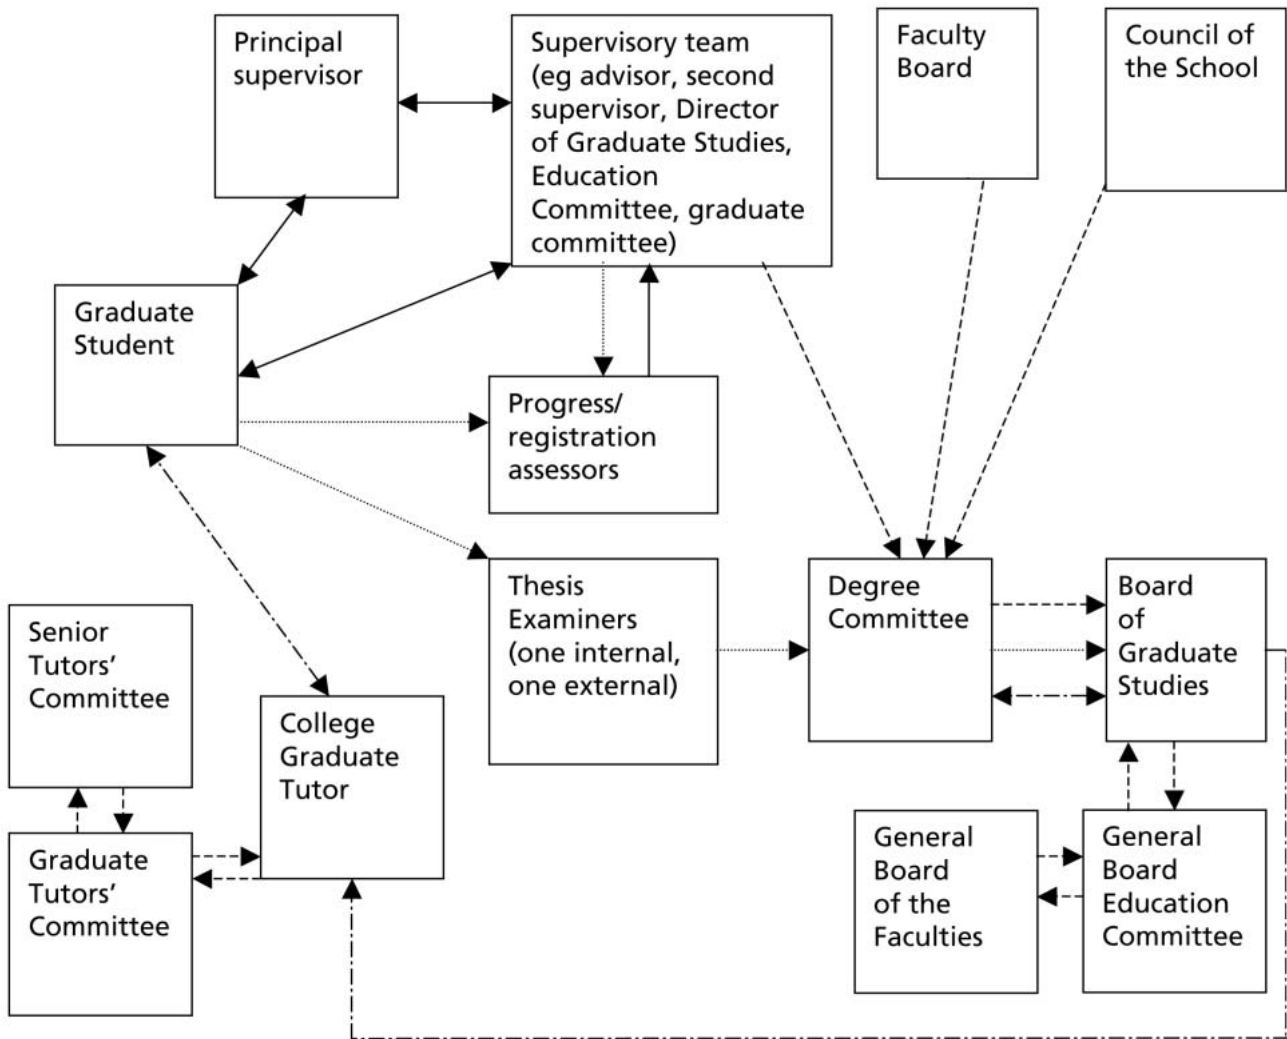 Principal
supervisor
Supervisory team
(eg advisor, second
supervisor, Director
of Graduate Studies,
Education
Committee, graduate
committee)
Faculty
Board
Council of
the School
Graduate
Student
Progress/
registration
assessors
Thesis
Examiners
(one internal,
one external)
Degree
Committee
Board
of
Graduate
Studies
Senior
Tutors’
Committee
College
Graduate
Tutor
Graduate
Tutors’
Committee
General
Board
of the
Faculties
General
Board
Education
Committee